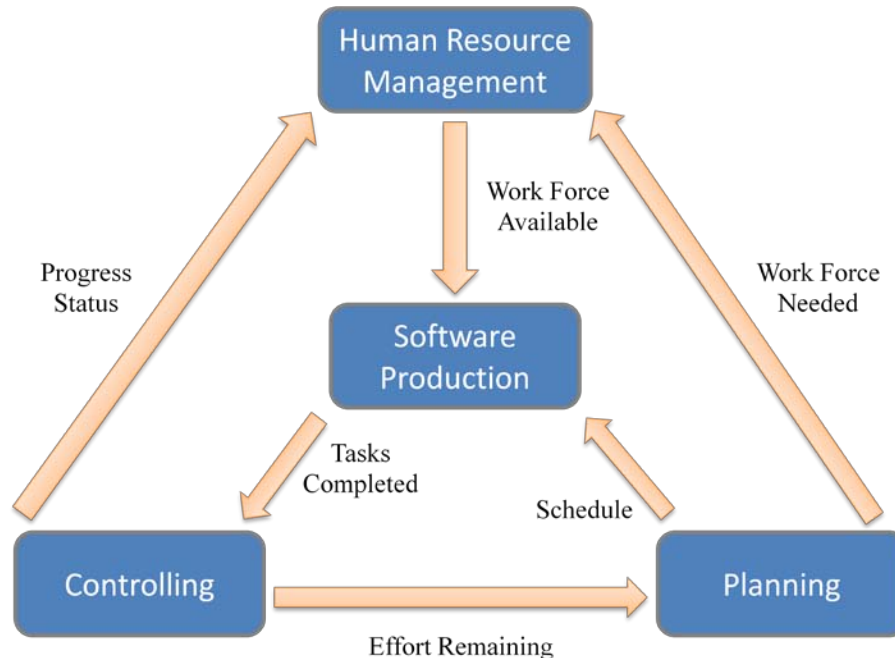 Human Resource
Management
Work Force
Available
Progress
Status
Work Force
Needed
Software
Production
Tasks
Completed
Schedule
Controlling
Planning
Effort Remaining